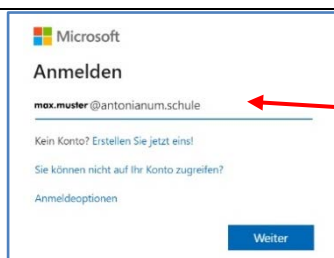 Microsoft
Anmelden
max.muster@antonianum.schule
Kein Konto? Erstellen Sie jetzt eins!
Sie können nicht auf Ihr Konto zugreifen?
Anmeldeoptionen
Weiter